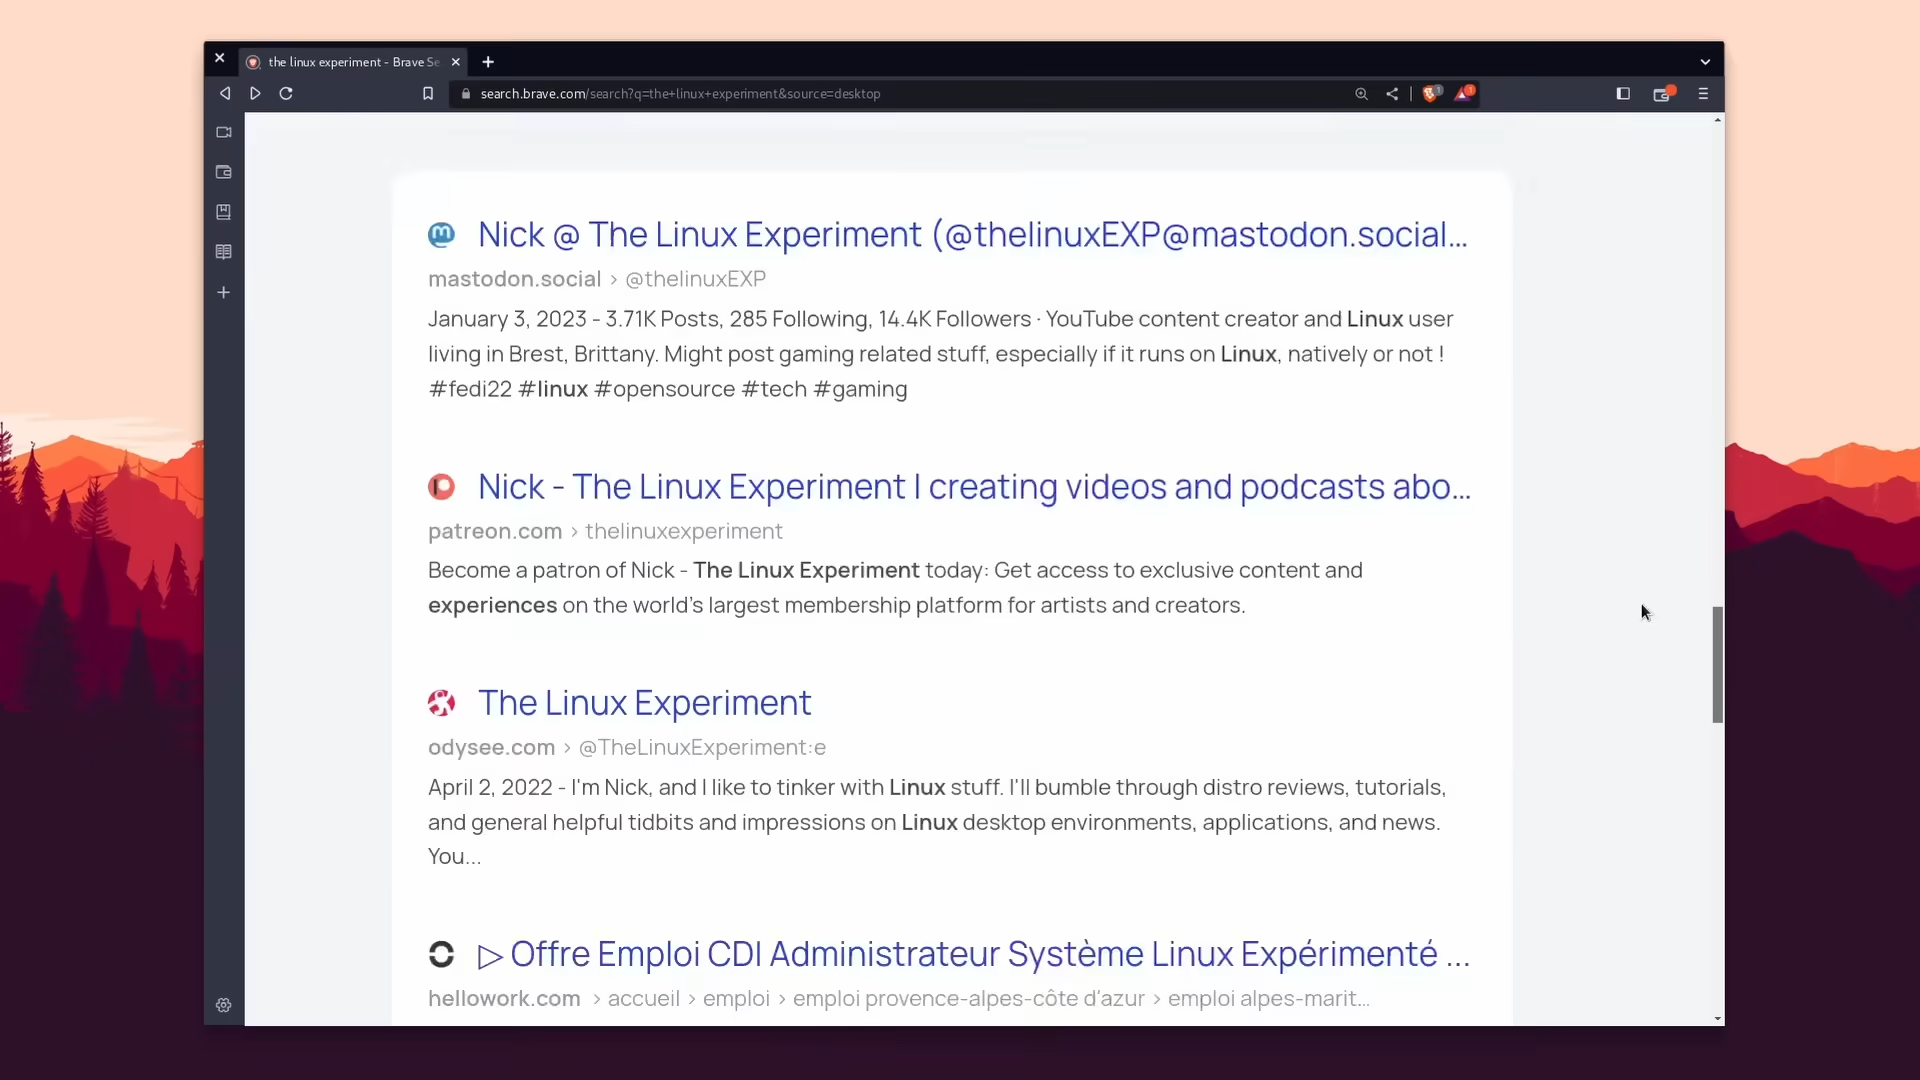 the linux experiment - Brave Se
search.brave.com/search?q=the+linux+experiment&source=desktop
Nick @ The Linux Experiment (@thelinuxEXP@mastodon.social...
mastodon.social › @thelinuxEXP
January 3, 2023 - 3.71K Posts, 285 Following, 14.4K Followers · YouTube content creator and Linux user
living in Brest, Brittany. Might post gaming related stuff, especially if it runs on Linux, natively or not !
#fedi22 #linux #opensource #tech #gaming
Nick - The Linux Experiment | creating videos and podcasts abo...
patreon.com › thelinuxexperiment
Become a patron of Nick - The Linux Experiment today: Get access to exclusive content and
experiences on the world's largest membership platform for artists and creators.
The Linux Experiment
odysee.com › @TheLinuxExperiment:e
April 2, 2022 - I'm Nick, and I like to tinker with Linux stuff. I'll bumble through distro reviews, tutorials,
and general helpful tidbits and impressions on Linux desktop environments, applications, and news.
You...
▷ Offre Emploi CDI Administrateur Système Linux Expérimenté ...
hellowork.com › accueil › emploi › emploi provence-alpes-côte d'azur › emploi alpes-marit...